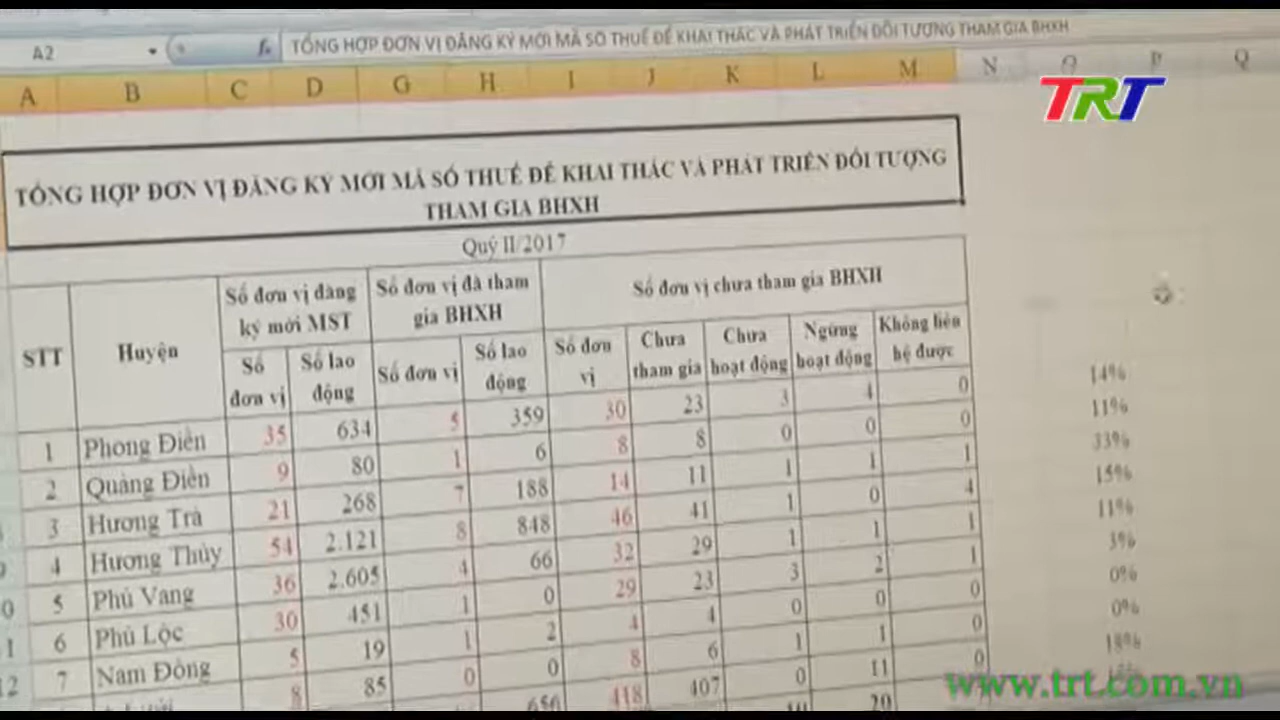 A2 fx TỔNG HỢP ĐƠN VỊ ĐĂNG KÝ MỚI MÃ SỐ THUẾ ĐỂ KHAI THÁC VÀ PHÁT TRIỂN ĐỐI TƯỢNG THAM GIA BHXH
A B C D G H I J K L M N O P Q
TRT
TỔNG HỢP ĐƠN VỊ ĐĂNG KÝ MỚI MÃ SỐ THUẾ ĐỂ KHAI THÁC VÀ PHÁT TRIỂN ĐỐI TƯỢNG
THAM GIA BHXH
Quý II/2017
STT Huyện Số đơn vị đăng ký mới MST Số đơn vị đã tham gia BHXH Số đơn vị chưa tham gia BHXH
Số đơn vị Số lao động Số đơn vị Số lao động Số đơn vị Chưa tham gia Chưa hoạt động Ngừng hoạt động Không liên hệ được
1 Phong Điền 35 634 5 359 30 23 3 4 0 14%
2 Quảng Điền 9 80 1 6 8 8 0 0 0 11%
3 Hương Trà 21 268 7 188 14 11 1 1 1 33%
4 Hương Thủy 54 2.121 8 848 46 41 1 0 4 15%
5 Phú Vang 36 2.605 4 66 32 29 1 1 1 11%
6 Phú Lộc 30 451 1 0 29 23 3 2 1 3%
7 Nam Đông 5 19 1 2 4 4 0 0 0 0%
8 85 0 0 8 6 1 1 0 0%
418 407 0 11 0 18%
www.trt.com.vn